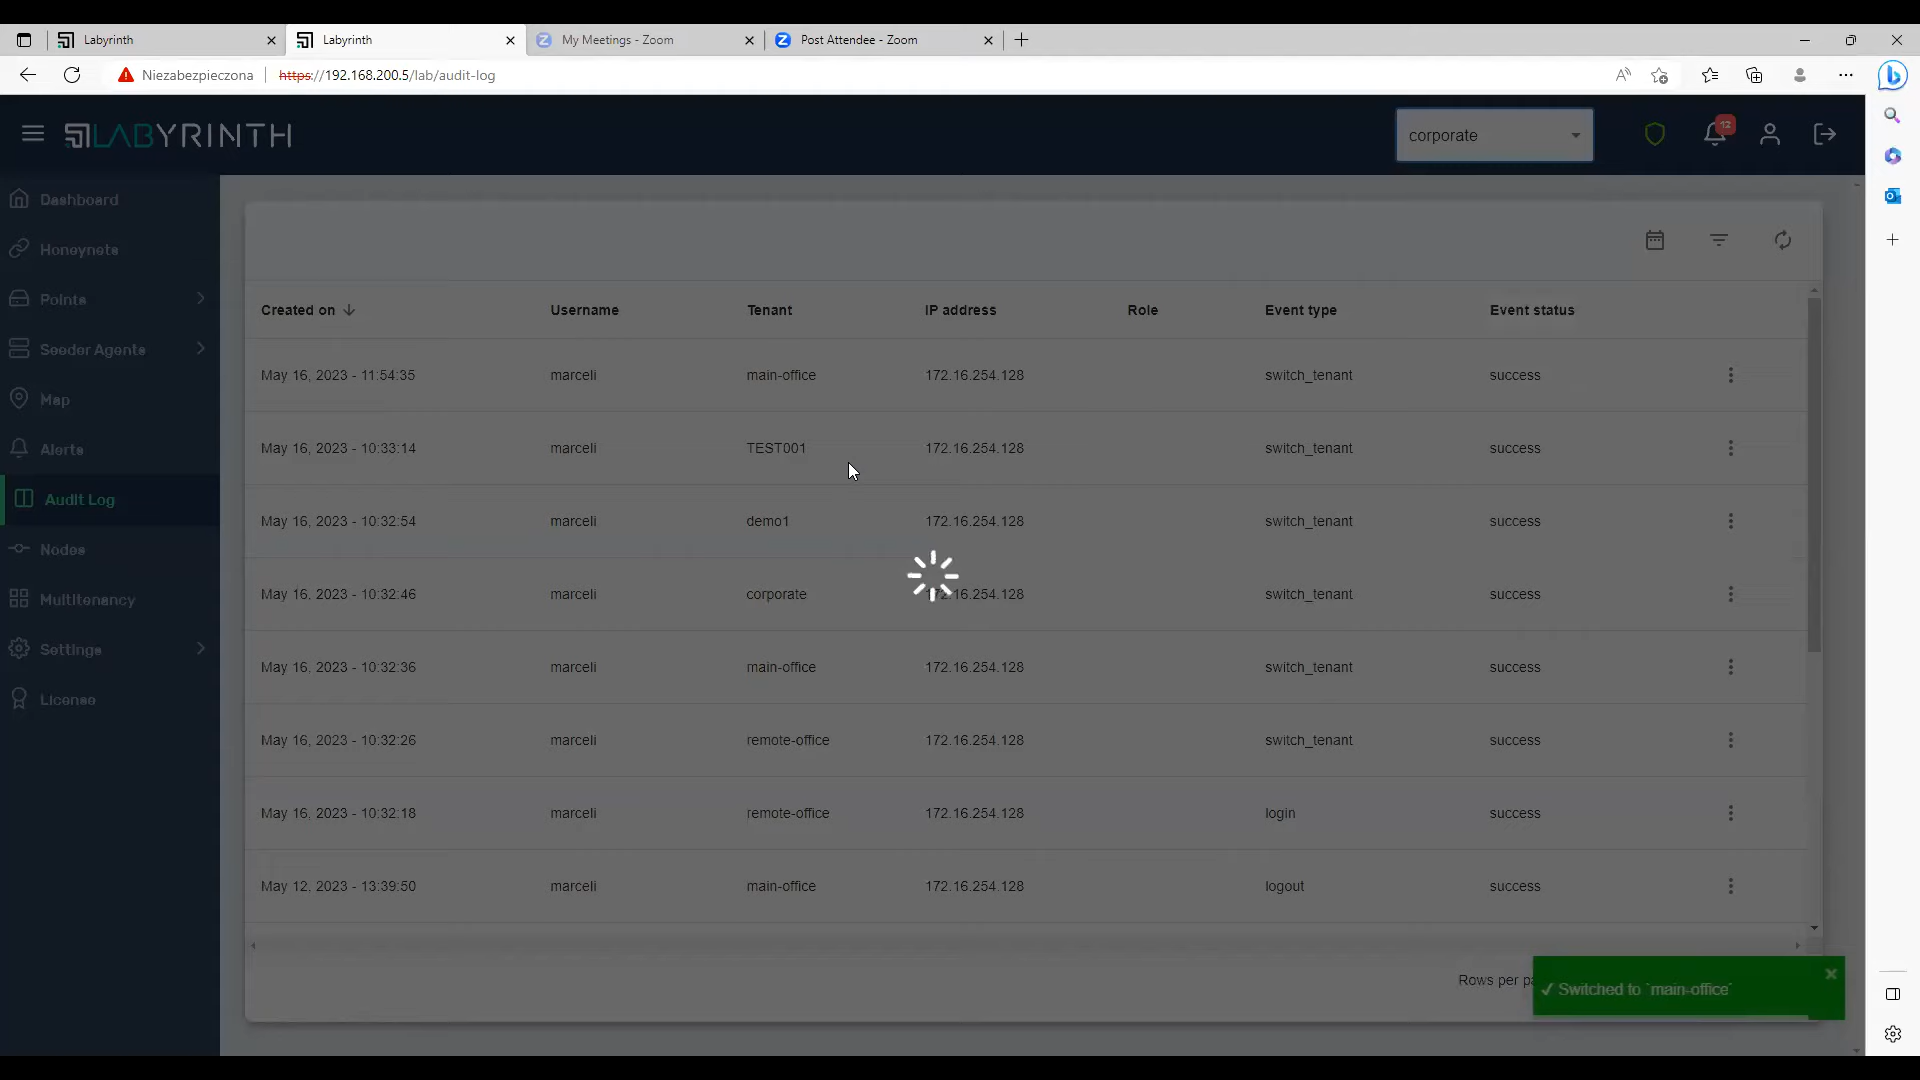 Labyrinth
Labyrinth
My Meetings - Zoom
Post Attendee - Zoom
Niezabezpieczona
https://192.168.200.5/lab/audit-log
LABYRINTH
corporate
12
Dashboard
Honeynets
Points
Seeder Agents
Map
Alerts
Audit Log
Nodes
Multitenancy
Settings
License
Created on Username Tenant IP address Role Event type Event status
May 16, 2023 - 11:54:35 marceli main-office 172.16.254.128 switch_tenant success
May 16, 2023 - 10:33:14 marceli TEST001 172.16.254.128 switch_tenant success
May 16, 2023 - 10:32:54 marceli demo1 172.16.254.128 switch_tenant success
May 16, 2023 - 10:32:46 marceli corporate 172.16.254.128 switch_tenant success
May 16, 2023 - 10:32:36 marceli main-office 172.16.254.128 switch_tenant success
May 16, 2023 - 10:32:26 marceli remote-office 172.16.254.128 switch_tenant success
May 16, 2023 - 10:32:18 marceli remote-office 172.16.254.128 login success
May 12, 2023 - 13:39:50 marceli main-office 172.16.254.128 logout success
Rows per
✓ Switched to `main-office`